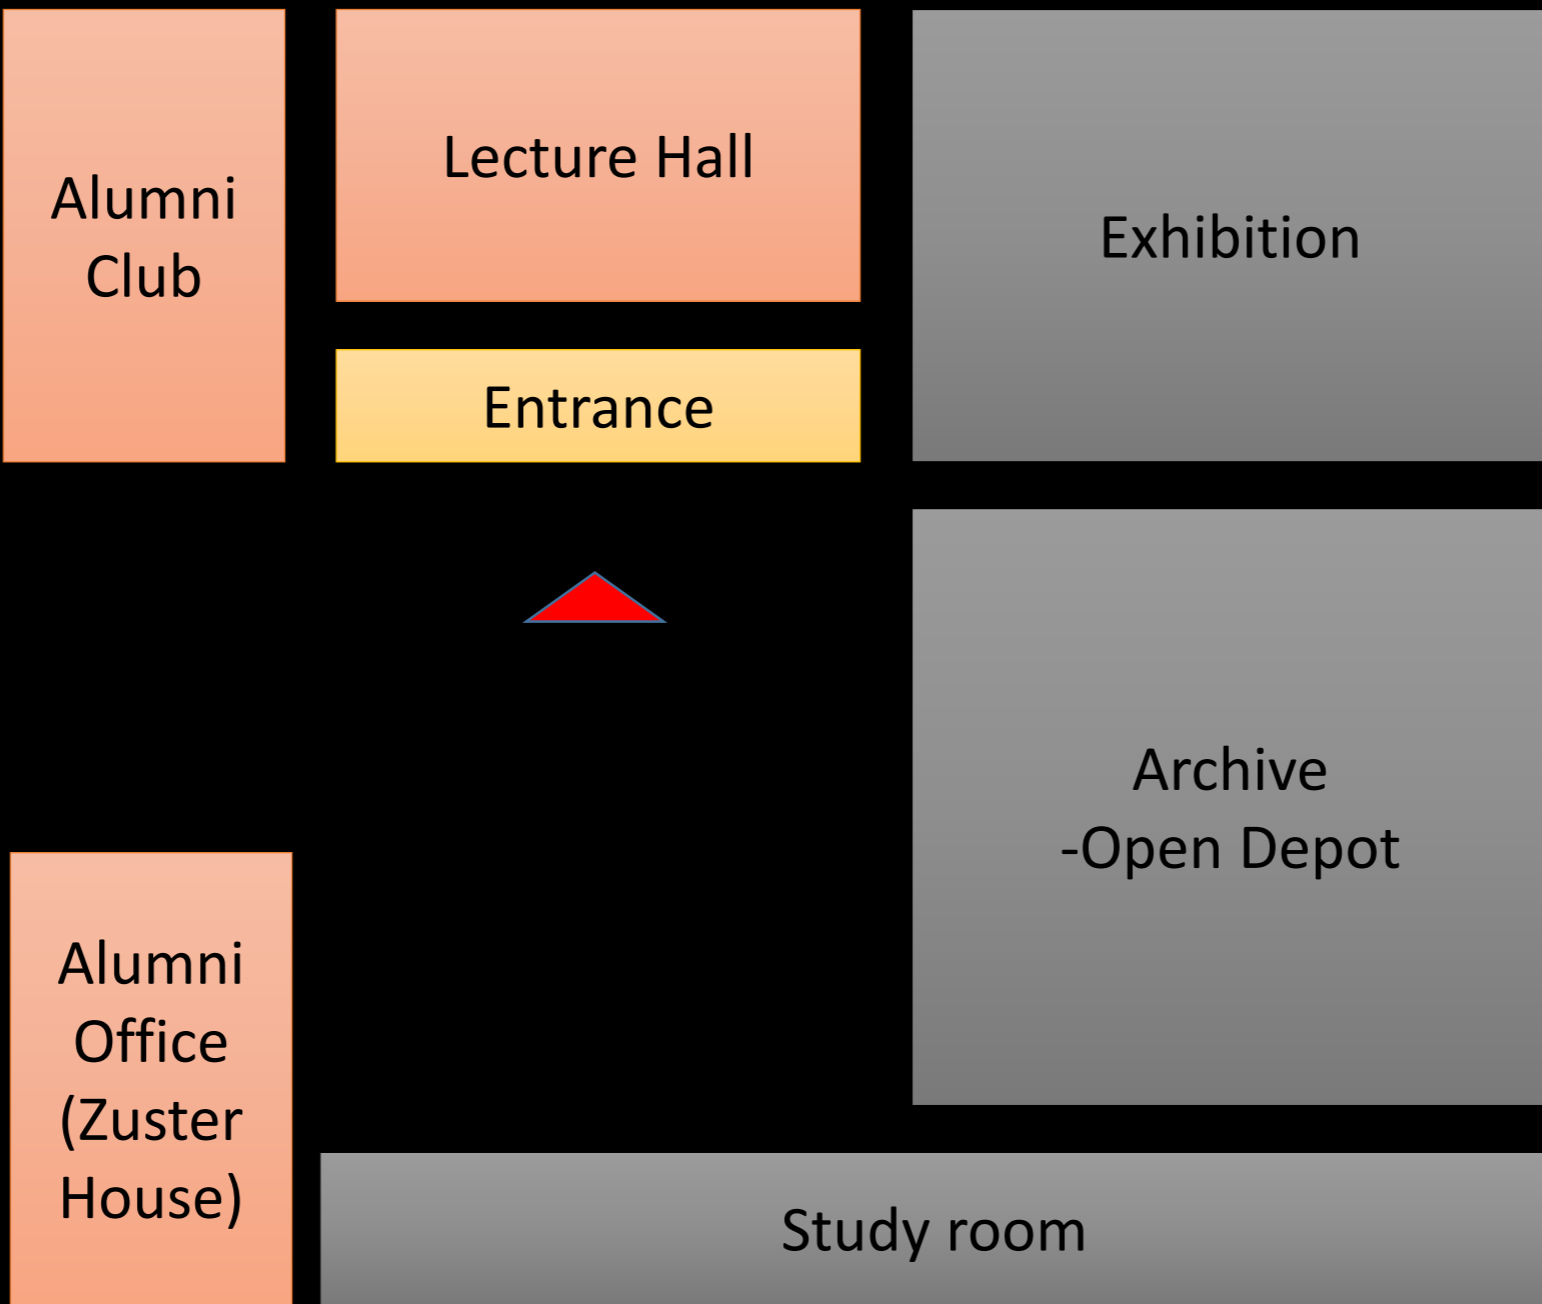 Alumni
Club
Lecture Hall
Exhibition
Entrance
Archive
-Open Depot
Alumni
Office
(Zuster
House)
Study room